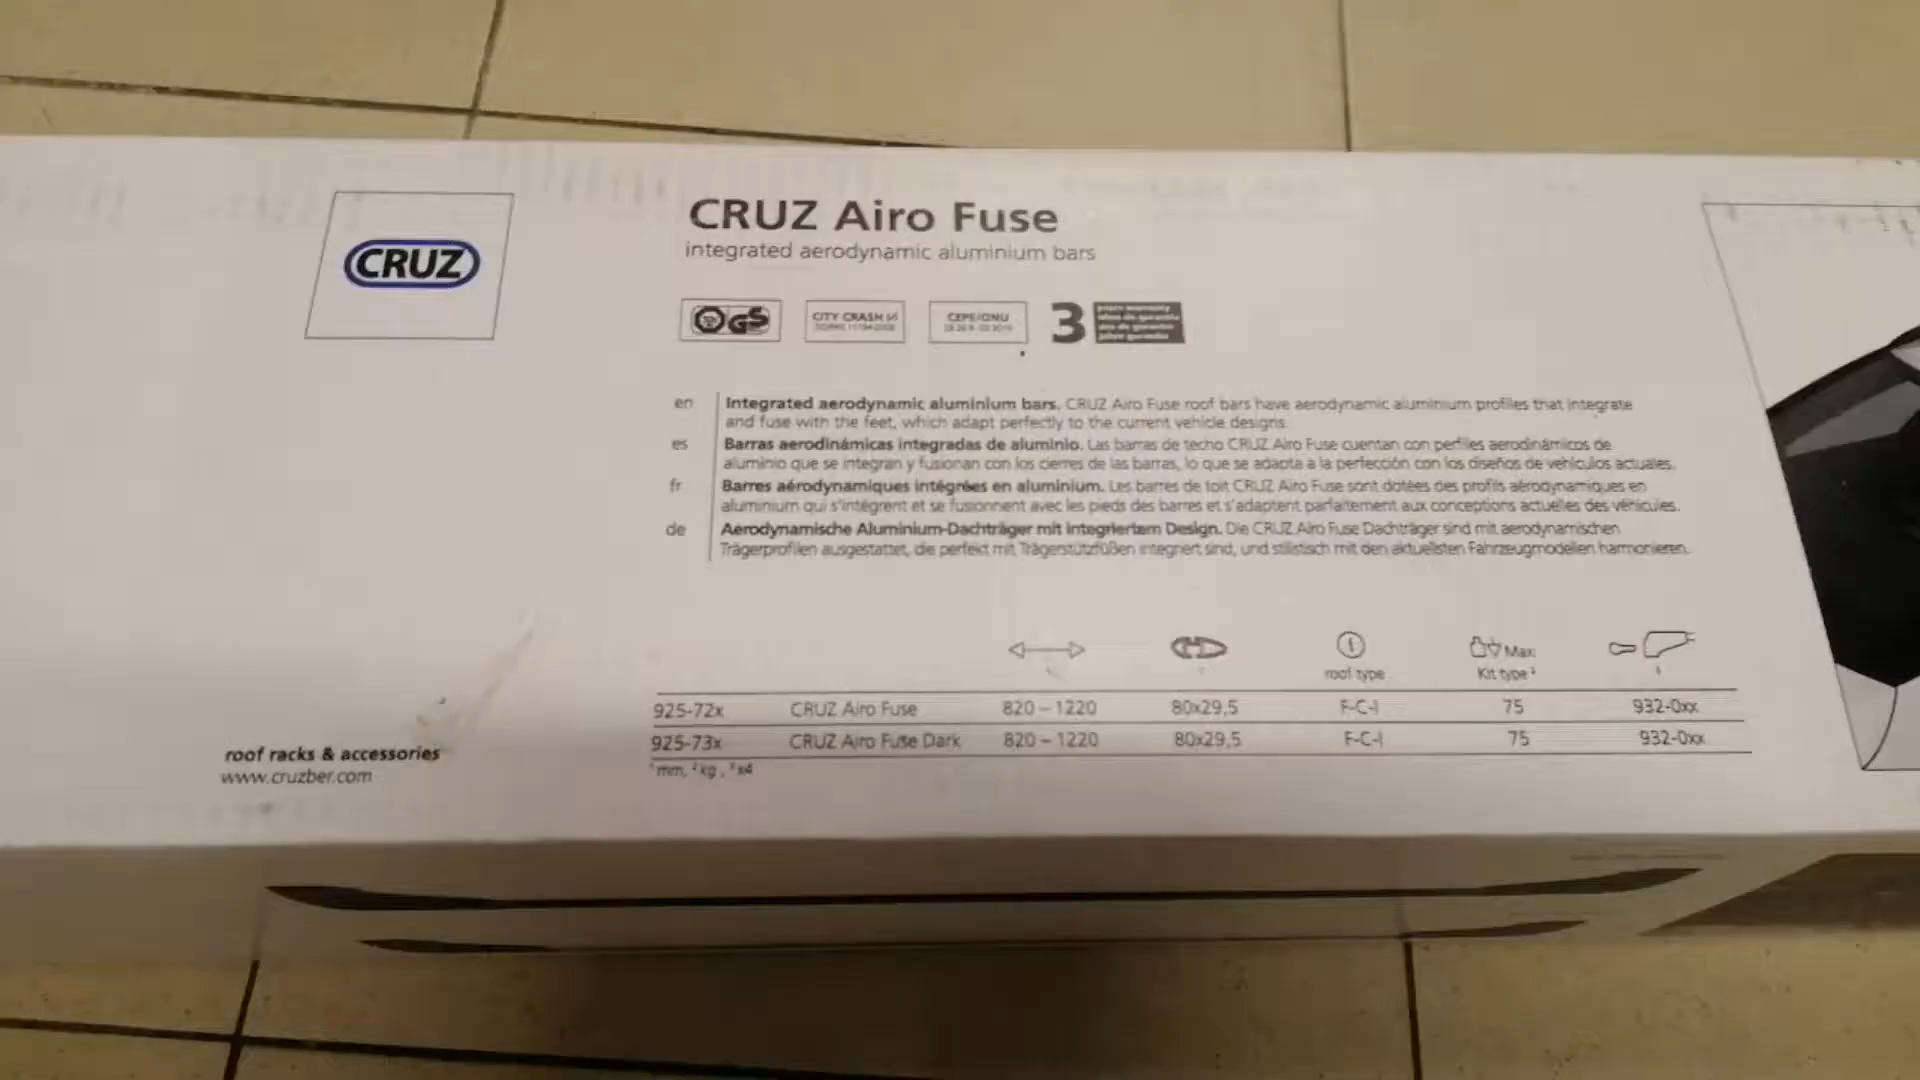 CRUZ
CRUZ Airo Fuse
integrated aerodynamic aluminium bars
GS
CITY CRASH
CEPE/ONU
3
en
Integrated aerodynamic aluminium bars. CRUZ Airo Fuse roof bars have aerodynamic aluminium profiles that integrate
and fuse with the feet, which adapt perfectly to the current vehicle designs.
es
Barras aerodinámicas integradas de aluminio. Las barras de techo CRUZ Airo Fuse cuentan con perfiles aerodinámicos de
aluminio que se integran y fusionan con los cierres de las barras, lo que se adapta a la perfección con los diseños de vehículos actuales.
fr
Barres aérodynamiques intégrées en aluminium. Les barres de toit CRUZ Airo Fuse sont dotées des profils aérodynamiques en
aluminium qui s'intègrent et se fusionnent avec les pieds des barres et s'adaptent parfaitement aux conceptions actuelles des véhicules.
de
Aerodynamische Aluminium-Dachträger mit integriertem Design. Die CRUZ Airo Fuse Dachträger sind mit aerodynamischen
Trägerprofilen ausgestattet, die perfekt mit Trägerstützfüßen integriert sind, und stilistisch mit den aktuellsten Fahrzeugmodellen harmonieren.
roof type
Max.
Kit type
925-72x CRUZ Airo Fuse 820 – 1220 80x29,5 F-C-I 75 932-0xx
925-73x CRUZ Airo Fuse Dark 820 – 1220 80x29,5 F-C-I 75 932-0xx
¹mm, ²kg, ³x4
roof racks & accessories
www.cruzber.com